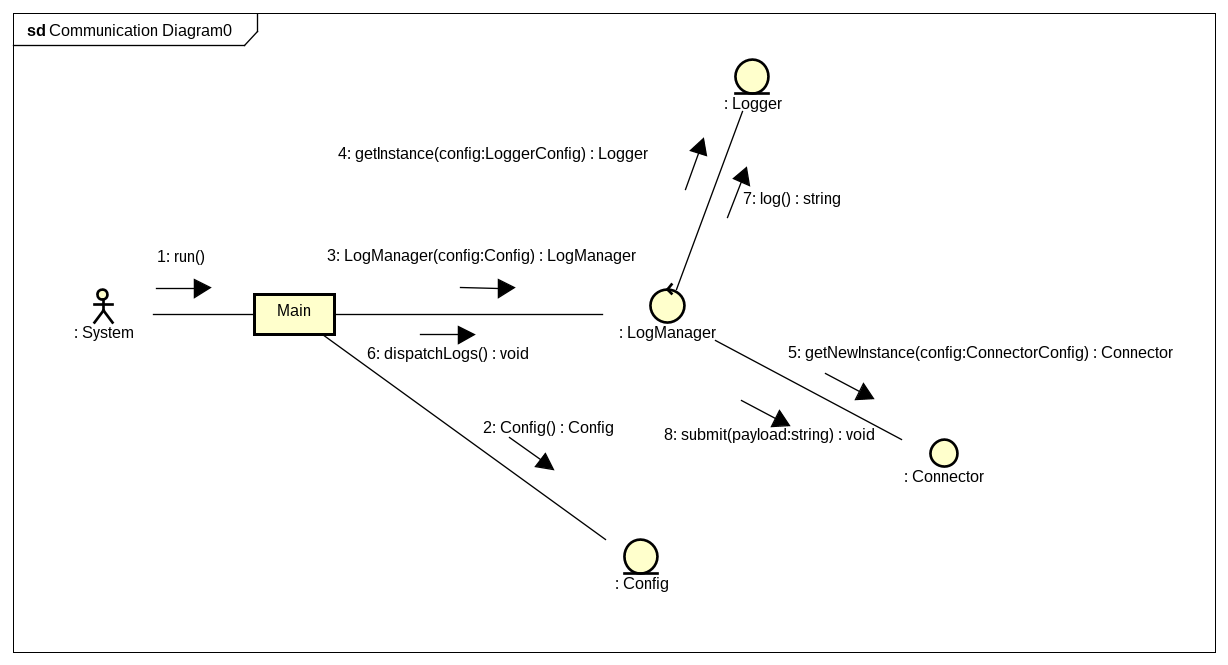 sd Communication Diagram0
: Logger
4: getInstance(config:LoggerConfig) : Logger
7: log() : string
1: run()
3: LogManager(config:Config) : LogManager
Main
: System
: LogManager
6: dispatchLogs() : void
5: getNewInstance(config:ConnectorConfig) : Connector
2: Config() : Config
8: submit(payload:string) : void
: Connector
: Config